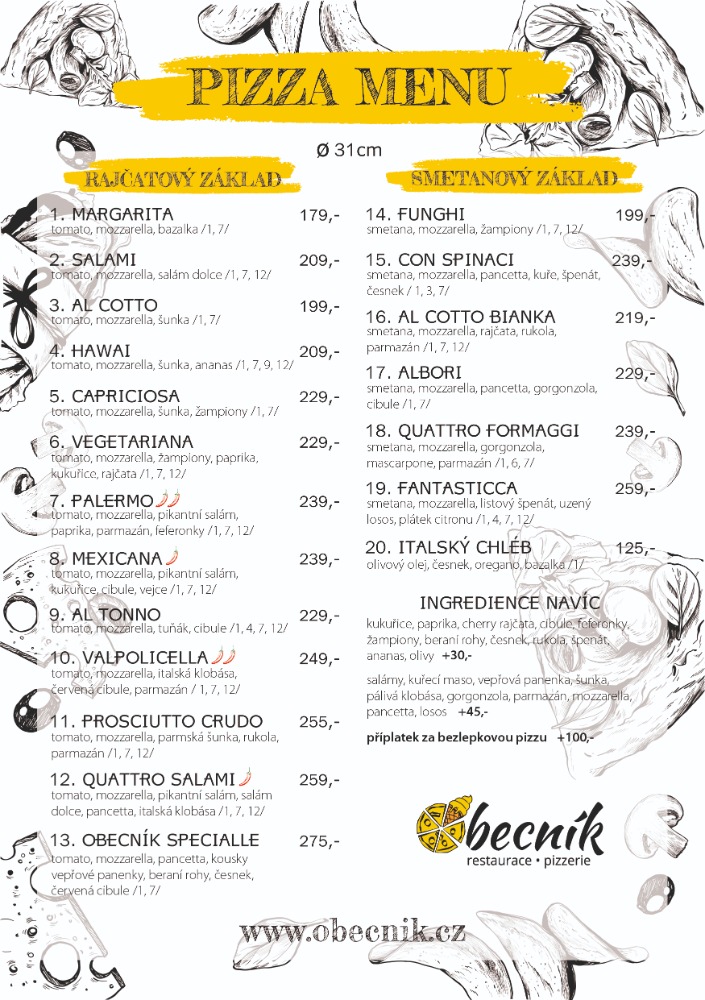 PIZZA MENU
Ø 31cm
RAJČATOVÝ ZÁKLAD
1. MARGARITA 179,-
tomato, mozzarella, bazalka /1, 7/
2. SALAMI 209,-
tomato, mozzarella, salám dolce /1, 7, 12/
3. AL COTTO 199,-
tomato, mozzarella, šunka /1, 7/
4. HAWAI 209,-
tomato, mozzarella, šunka, ananas /1, 7, 9, 12/
5. CAPRICIOSA 229,-
tomato, mozzarella, šunka, žampiony /1, 7/
6. VEGETARIANA 229,-
tomato, mozzarella, žampiony, paprika,
kukuřice, rajčata /1, 7, 12/
7. PALERMO 239,-
tomato, mozzarella, pikantní salám,
paprika, parmazán, feferonky /1, 7, 12/
8. MEXICANA 239,-
tomato, mozzarella, pikantní salám,
kukuřice, cibule, vejce /1, 7, 12/
9. AL TONNO 229,-
tomato, mozzarella, tuňák, cibule /1, 4, 7, 12/
10. VALPOLICELLA 249,-
tomato, mozzarella, italská klobása,
červená cibule, parmazán / 1, 7, 12/
11. PROSCIUTTO CRUDO 255,-
tomato, mozzarella, parmská šunka, rukola,
parmazán /1, 7, 12/
12. QUATTRO SALAMI 259,-
tomato, mozzarella, pikantní salám, salám
dolce, pancetta, italská klobása /1, 7, 12/
13. OBECNÍK SPECIALLE 275,-
tomato, mozzarella, pancetta, kousky
vepřové panenky, beraní rohy, česnek,
červená cibule /1, 7/
SMETANOVÝ ZÁKLAD
14. FUNGHI 199,-
smetana, mozzarella, žampiony /1, 7, 12/
15. CON SPINACI 239,-
smetana, mozzarella, pancetta, kuře, špenát,
česnek / 1, 3, 7/
16. AL COTTO BIANKA 219,-
smetana, mozzarella, rajčata, rukola,
parmazán /1, 7, 12/
17. ALBORI 229,-
smetana, mozzarella, pancetta, gorgonzola,
cibule /1, 7/
18. QUATTRO FORMAGGI 239,-
smetana, mozzarella, gorgonzola,
mascarpone, parmazán /1, 6, 7/
19. FANTASTICCA 259,-
smetana, mozzarella, listový špenát, uzený
losos, plátek citronu /1, 4, 7, 12/
20. ITALSKÝ CHLÉB 125,-
olivový olej, česnek, oregano, bazalka /1/
INGREDIENCE NAVÍC
kukuřice, paprika, cherry rajčata, cibule, feferonky,
žampiony, beraní rohy, česnek, rukola, špenát,
ananas, olivy +30,-
salámy, kuřecí maso, vepřová panenka, šunka,
pálivá klobása, gorgonzola, parmazán, mozzarella,
pancetta, losos +45,-
příplatek za bezlepkovou pizzu +100,-
Obecník
restaurace • pizzerie
www.obecnik.cz